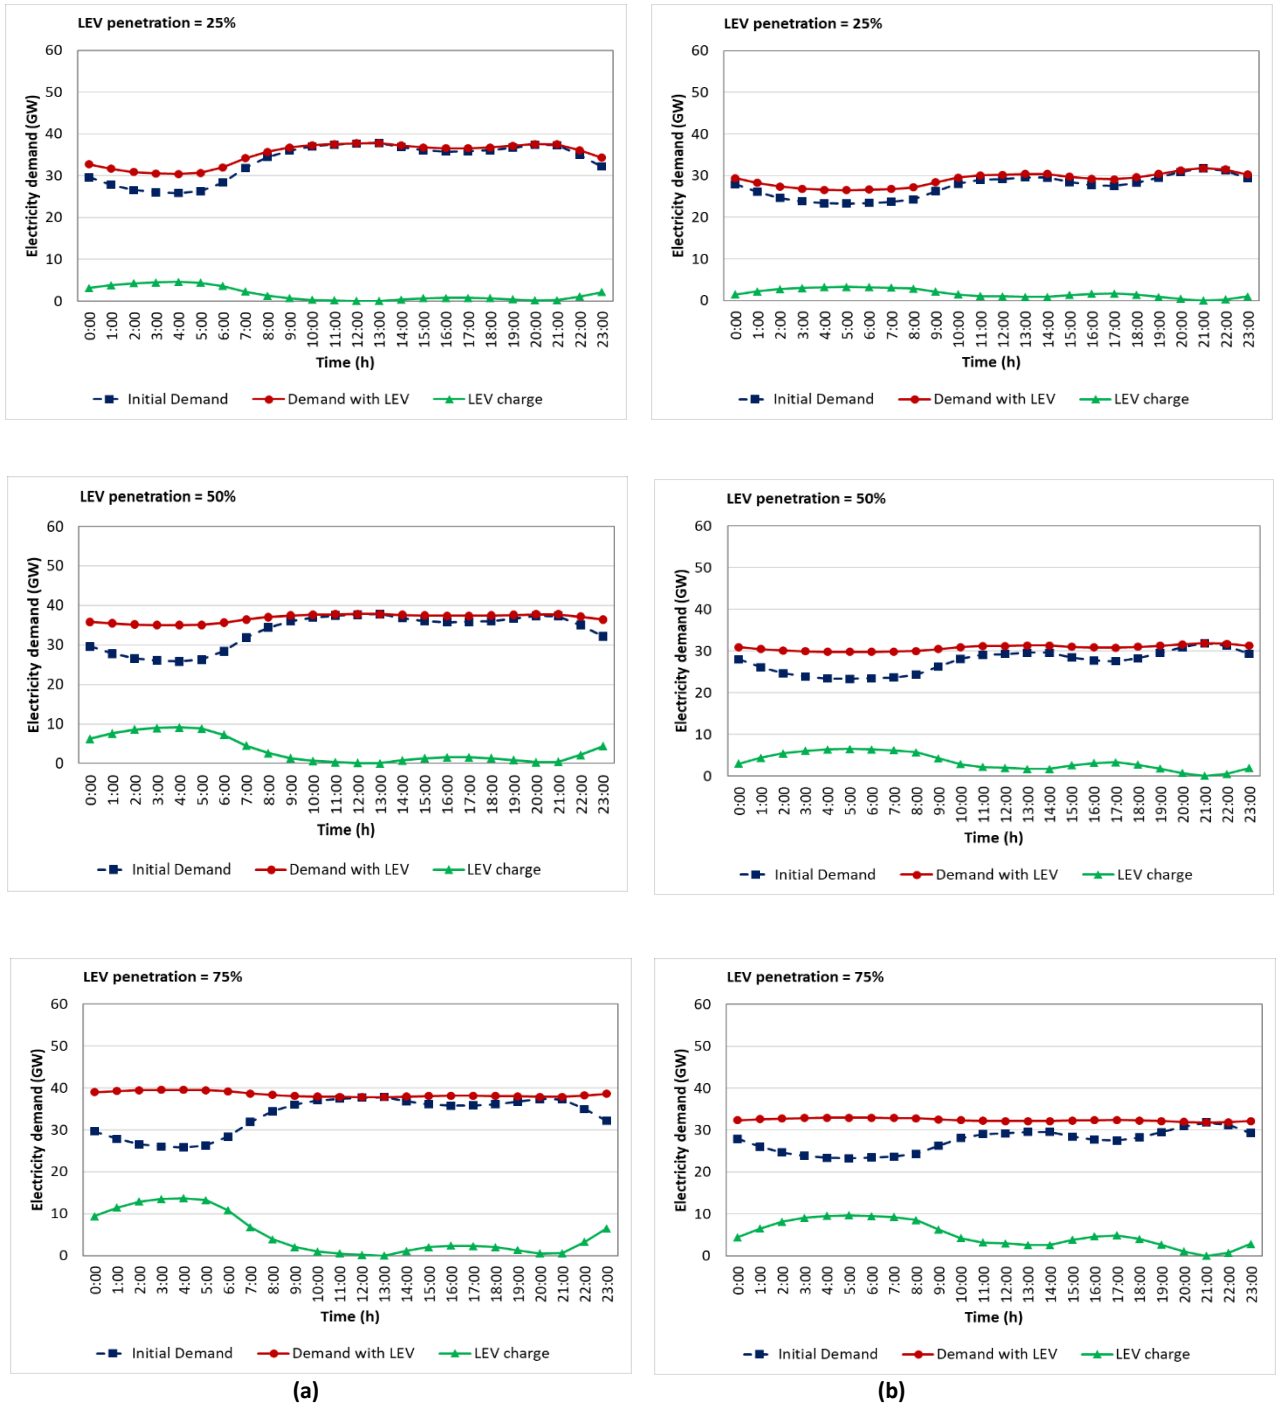 LEV penetration = 25%
Electricity demand (GW)
60
50
40
30
20
10
0
0:00 1:00 2:00 3:00 4:00 5:00 6:00 7:00 8:00 9:00 10:00 11:00 12:00 13:00 14:00 15:00 16:00 17:00 18:00 19:00 20:00 21:00 22:00 23:00
Time (h)
Initial Demand Demand with LEV LEV charge
LEV penetration = 25%
Electricity demand (GW)
60
50
40
30
20
10
0
0:00 1:00 2:00 3:00 4:00 5:00 6:00 7:00 8:00 9:00 10:00 11:00 12:00 13:00 14:00 15:00 16:00 17:00 18:00 19:00 20:00 21:00 22:00 23:00
Time (h)
Initial Demand Demand with LEV LEV charge
LEV penetration = 50%
Electricity demand (GW)
60
50
40
30
20
10
0
0:00 1:00 2:00 3:00 4:00 5:00 6:00 7:00 8:00 9:00 10:00 11:00 12:00 13:00 14:00 15:00 16:00 17:00 18:00 19:00 20:00 21:00 22:00 23:00
Time (h)
Initial Demand Demand with LEV LEV charge
LEV penetration = 50%
Electricity demand (GW)
60
50
40
30
20
10
0
0:00 1:00 2:00 3:00 4:00 5:00 6:00 7:00 8:00 9:00 10:00 11:00 12:00 13:00 14:00 15:00 16:00 17:00 18:00 19:00 20:00 21:00 22:00 23:00
Time (h)
Initial Demand Demand with LEV LEV charge
LEV penetration = 75%
Electricity demand (GW)
60
50
40
30
20
10
0
0:00 1:00 2:00 3:00 4:00 5:00 6:00 7:00 8:00 9:00 10:00 11:00 12:00 13:00 14:00 15:00 16:00 17:00 18:00 19:00 20:00 21:00 22:00 23:00
Time (h)
Initial Demand Demand with LEV LEV charge
(a)
LEV penetration = 75%
Electricity demand (GW)
60
50
40
30
20
10
0
0:00 1:00 2:00 3:00 4:00 5:00 6:00 7:00 8:00 9:00 10:00 11:00 12:00 13:00 14:00 15:00 16:00 17:00 18:00 19:00 20:00 21:00 22:00 23:00
Time (h)
Initial Demand Demand with LEV LEV charge
(b)